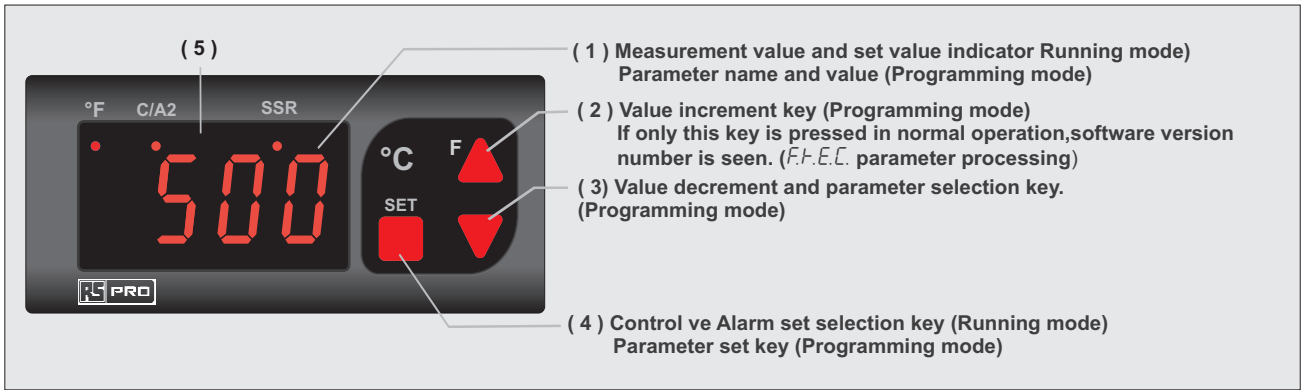 ( 5 )
( 1 ) Measurement value and set value indicator Running mode)
Parameter name and value (Programming mode)
°F C/A2 SSR
500
°C
F
SET
RS PRO
( 2 ) Value increment key (Programming mode)
If only this key is pressed in normal operation,software version
number is seen. (F.t.E.C. parameter processing)
( 3) Value decrement and parameter selection key.
(Programming mode)
( 4 ) Control ve Alarm set selection key (Running mode)
Parameter set key (Programming mode)